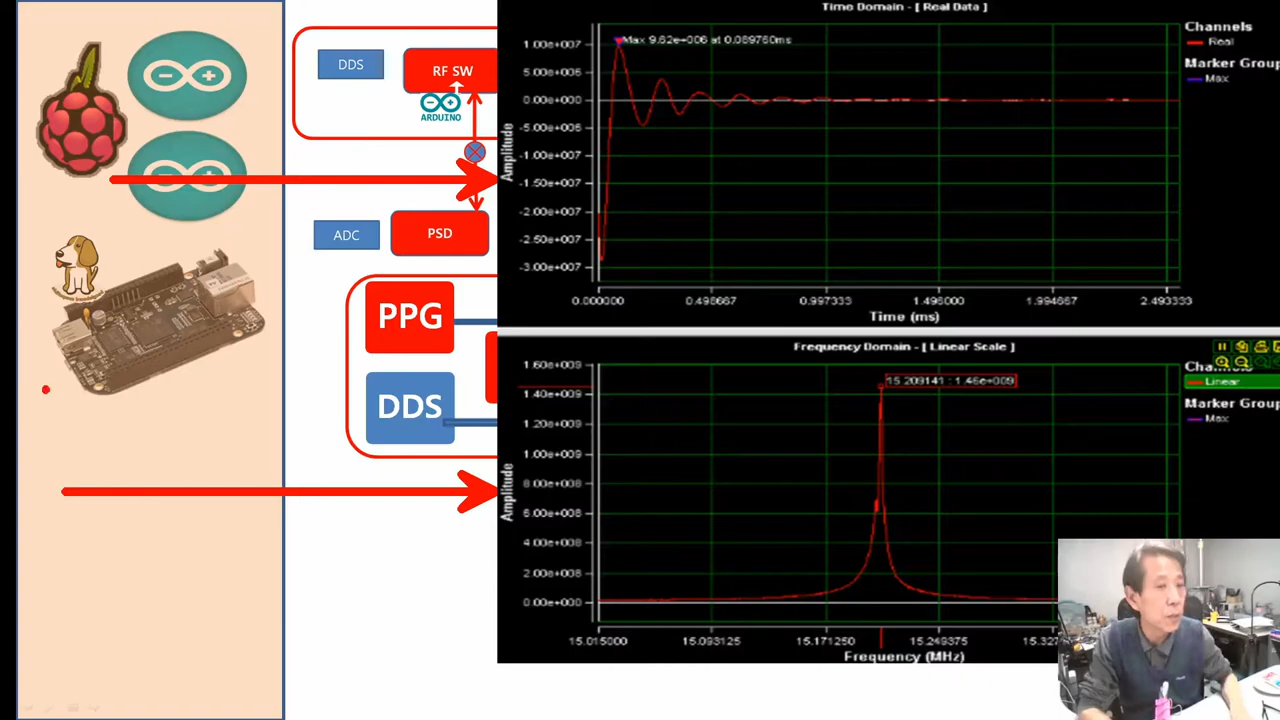 DDS
RF SW
ARDUINO
ADC
PSD
PPG
DDS
Time Domain - [ Real Data ]
Max 9.62e+006 at 0.089760ms
Channels
Real
Marker Group
Max
1.00e+007
5.00e+006
0.00e+000
-5.00e+006
-1.00e+007
-1.50e+007
-2.00e+007
-2.50e+007
-3.00e+007
Amplitude
0.000000 0.498667 0.997333 1.496000 1.994667 2.493333
Time (ms)
Frequency Domain - [ Linear Scale ]
15.209141 : 1.46e+009
Linear
Marker Group
Max
1.60e+009
1.40e+009
1.20e+009
1.00e+009
8.00e+008
6.00e+008
4.00e+008
2.00e+008
0.00e+000
Amplitude
15.015000 15.093125 15.171250 15.249375 15.327
Frequency (MHz)